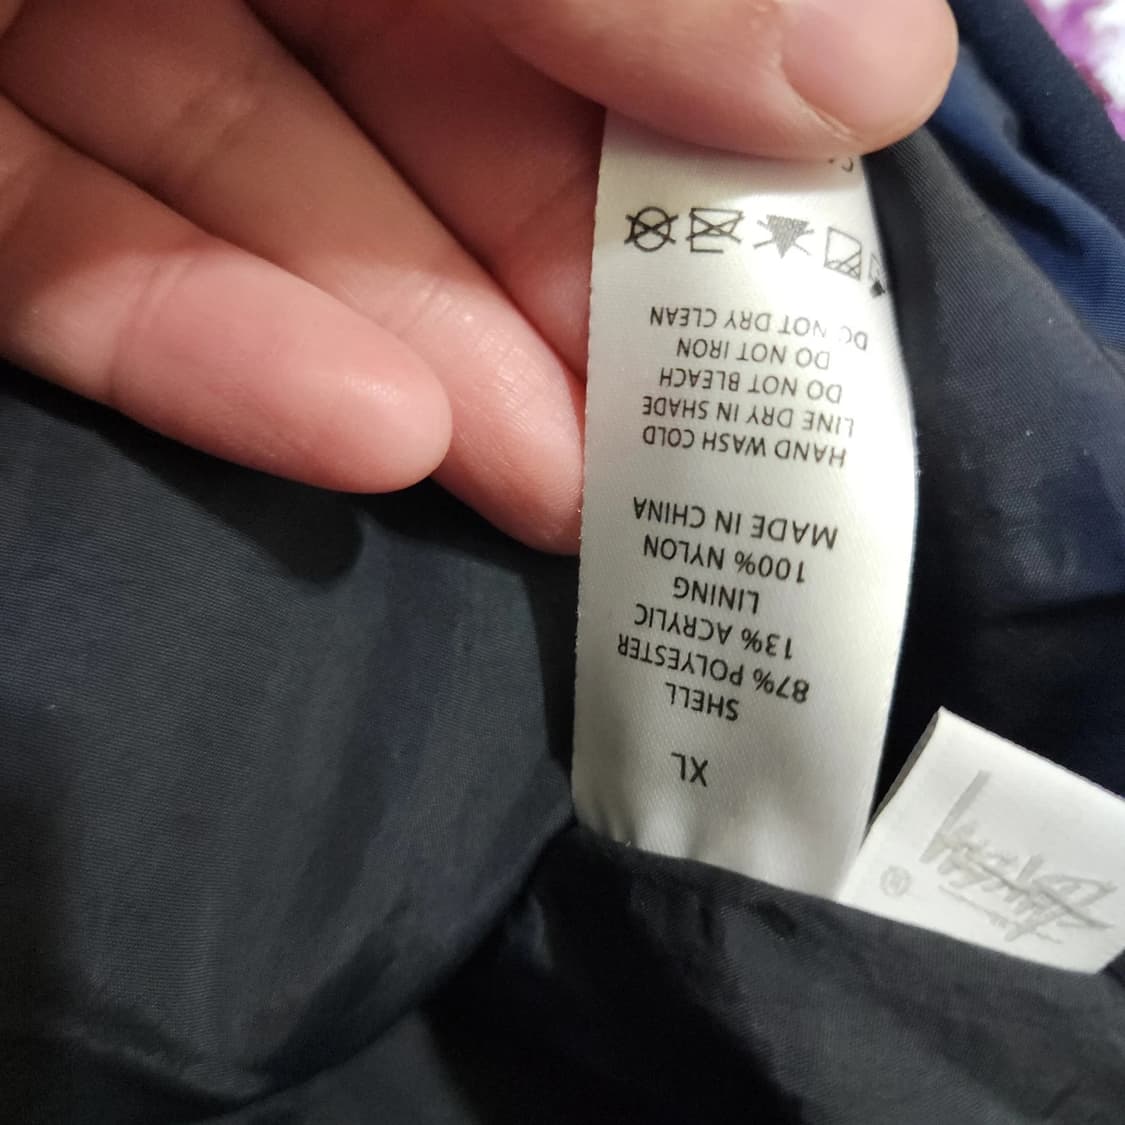 XL
SHELL
87% POLYESTER
13% ACRYLIC
LINING
100% NYLON
MADE IN CHINA
HAND WASH COLD
LINE DRY IN SHADE
DO NOT BLEACH
DO NOT IRON
DO NOT DRY CLEAN
Stüssy
®